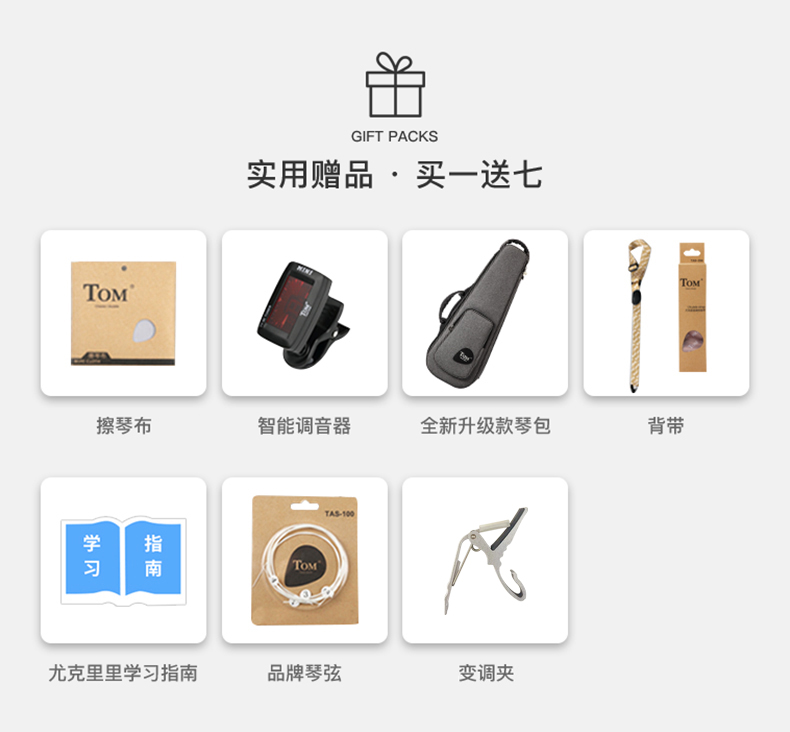 GIFT PACKS
实用赠品 · 买一送七
TOM
MINI
TOM
TOM
TOM
擦琴布
智能调音器
全新升级款琴包
背带
学 指
习 南
TAS-100
TOM
尤克里里学习指南
品牌琴弦
变调夹